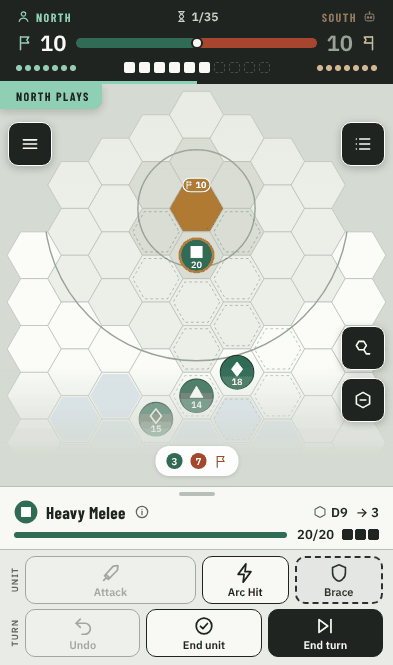 NORTH
1/35
SOUTH
10
10
NORTH PLAYS
10
20
18
14
15
3
7
Heavy Melee
D9
3
20/20
UNIT
Attack
Arc Hit
Brace
TURN
Undo
End unit
End turn